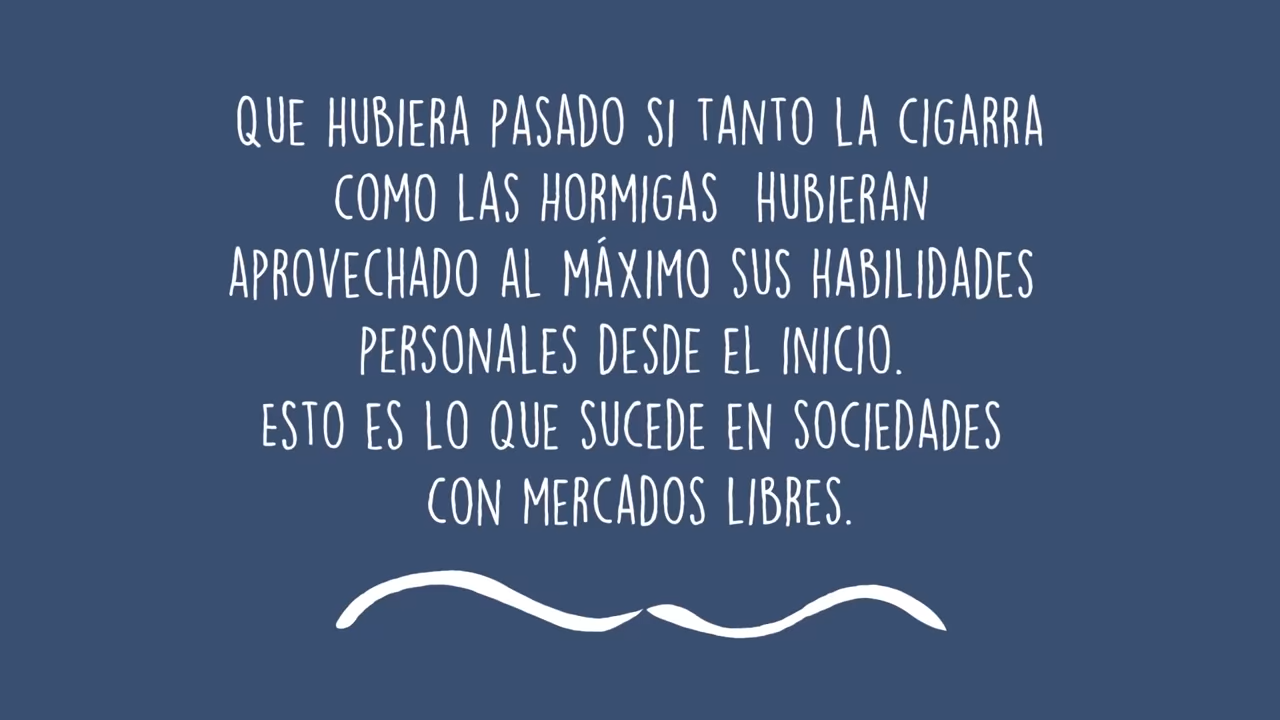 QUE HUBIERA PASADO SI TANTO LA CIGARRA
COMO LAS HORMIGAS HUBIERAN
APROVECHADO AL MÁXIMO SUS HABILIDADES
PERSONALES DESDE EL INICIO.
ESTO ES LO QUE SUCEDE EN SOCIEDADES
CON MERCADOS LIBRES.